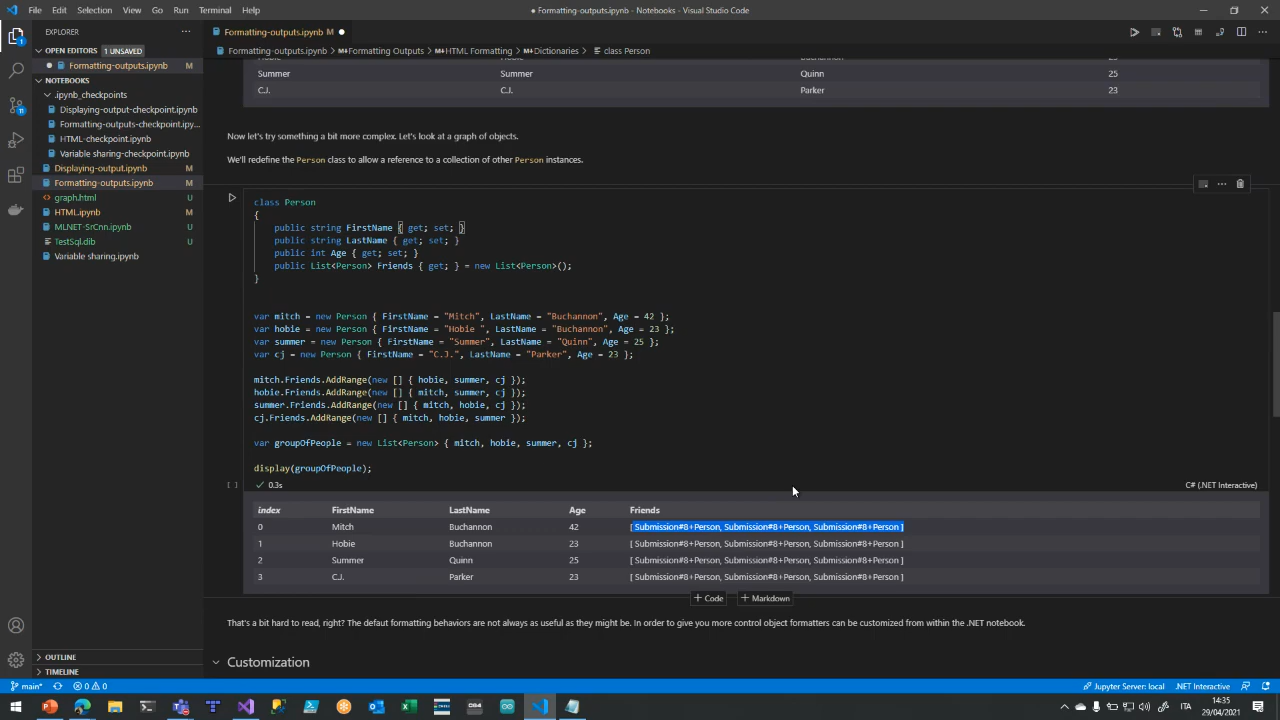 File Edit Selection View Go Run Terminal Help
● Formatting-outputs.ipynb - Notebooks - Visual Studio Code
EXPLORER
OPEN EDITORS 1 UNSAVED
Formatting-outputs.ipynb M
NOTEBOOKS
.ipynb_checkpoints
Displaying-output-checkpoint.ipynb
Formatting-outputs-checkpoint.ipy...
HTML-checkpoint.ipynb
Variable sharing-checkpoint.ipynb
Displaying-output.ipynb M
Formatting-outputs.ipynb M
graph.html U
HTML.ipynb M
MLNET-SrCnn.ipynb U
TestSql.dib U
Variable sharing.ipynb
OUTLINE
TIMELINE
Formatting-outputs.ipynb M
Formatting-outputs.ipynb > Formatting Outputs > HTML Formatting > Dictionaries > class Person
Summer Summer Quinn 25
C.J. C.J. Parker 23
Now let's try something a bit more complex. Let's look at a graph of objects.
We'll redefine the Person class to allow a reference to a collection of other Person instances.
class Person
{
public string FirstName { get; set; }
public string LastName { get; set; }
public int Age { get; set; }
public List<Person> Friends { get; } = new List<Person>();
}
var mitch = new Person { FirstName = "Mitch", LastName = "Buchannon", Age = 42 };
var hobie = new Person { FirstName = "Hobie ", LastName = "Buchannon", Age = 23 };
var summer = new Person { FirstName = "Summer", LastName = "Quinn", Age = 25 };
var cj = new Person { FirstName = "C.J.", LastName = "Parker", Age = 23 };
mitch.Friends.AddRange(new [] { hobie, summer, cj });
hobie.Friends.AddRange(new [] { mitch, summer, cj });
summer.Friends.AddRange(new [] { mitch, hobie, cj });
cj.Friends.AddRange(new [] { mitch, hobie, summer });
var groupOfPeople = new List<Person> { mitch, hobie, summer, cj };
display(groupOfPeople);
[ ] ✓ 0.3s C# (.NET Interactive)
index FirstName LastName Age Friends
0 Mitch Buchannon 42 [ Submission#8+Person, Submission#8+Person, Submission#8+Person ]
1 Hobie Buchannon 23 [ Submission#8+Person, Submission#8+Person, Submission#8+Person ]
2 Summer Quinn 25 [ Submission#8+Person, Submission#8+Person, Submission#8+Person ]
3 C.J. Parker 23 [ Submission#8+Person, Submission#8+Person, Submission#8+Person ]
+ Code + Markdown
That's a bit hard to read, right? The defaut formatting behaviors are not always as useful as they might be. In order to give you more control object formatters can be customized from within the .NET notebook.
Customization
main* 0 0 Jupyter Server: local .NET Interactive
ITA 14:35
29/04/2021